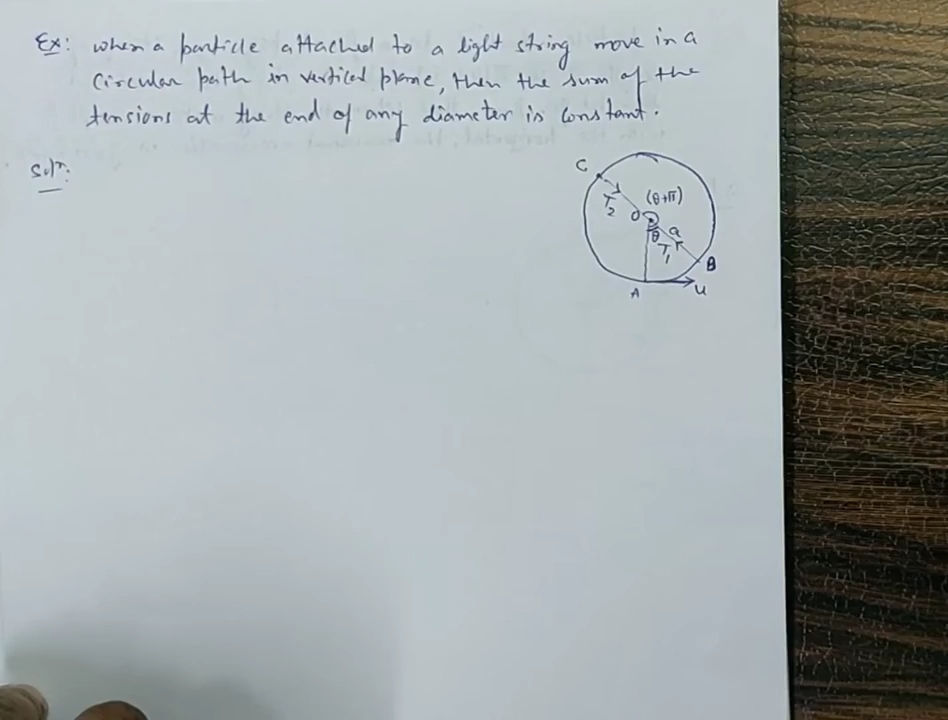 Ex: when a particle attached to a light string move in a
circular path in vertical plane, then the sum of the
tensions at the end of any diameter is constant.
Soln:
C
(θ+π)
T2
O
θ
a
T1
B
A
u